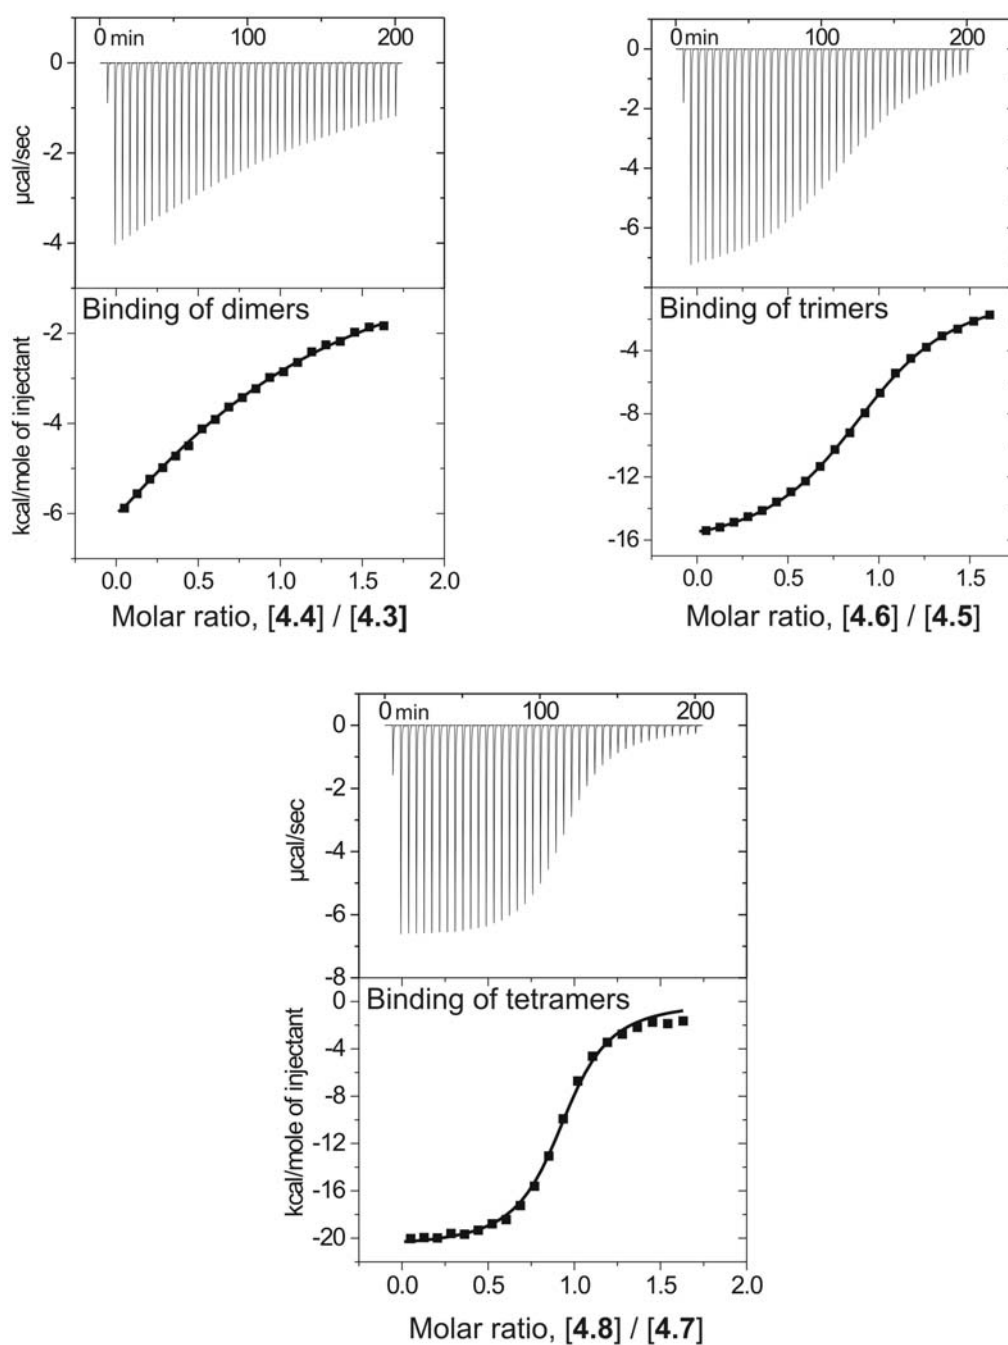 0 min 100 200
0
-2
-4
µcal/sec
Binding of dimers
-2
-4
-6
kcal/mole of injectant
0.0 0.5 1.0 1.5 2.0
Molar ratio, [4.4] / [4.3]
0 min 100 200
0
-2
-4
-6
Binding of trimers
-4
-8
-12
-16
0.0 0.5 1.0 1.5
Molar ratio, [4.6] / [4.5]
0 min 100 200
0
-2
-4
-6
-8
µcal/sec
Binding of tetramers
0
-4
-8
-12
-16
-20
kcal/mole of injectant
0.0 0.5 1.0 1.5 2.0
Molar ratio, [4.8] / [4.7]